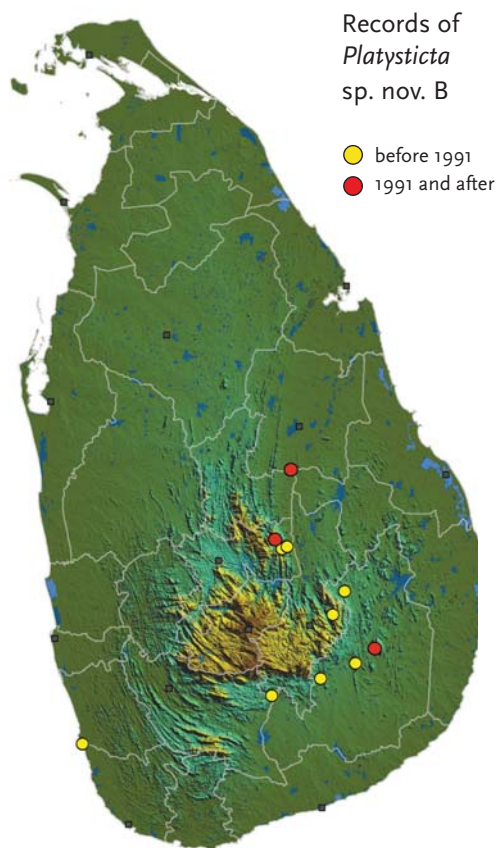 Records of
Platysticta
sp. nov. B
before 1991
1991 and after